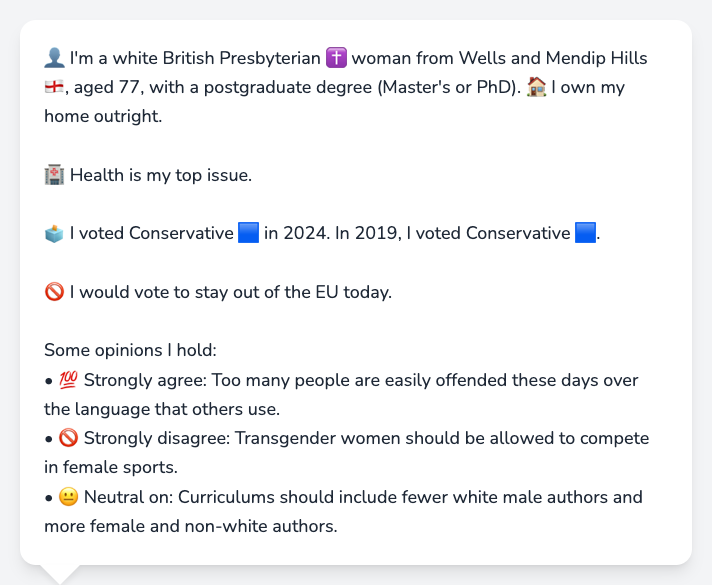 👤 I'm a white British Presbyterian ✝️ woman from Wells and Mendip Hills
🏴󠁧󠁢󠁥󠁮󠁧󠁿, aged 77, with a postgraduate degree (Master's or PhD). 🏠 I own my
home outright.
🏥 Health is my top issue.
🗳️ I voted Conservative 🟦 in 2024. In 2019, I voted Conservative 🟦.
🚫 I would vote to stay out of the EU today.
Some opinions I hold:
• 💯 Strongly agree: Too many people are easily offended these days over
the language that others use.
• 🚫 Strongly disagree: Transgender women should be allowed to compete
in female sports.
• 😐 Neutral on: Curriculums should include fewer white male authors and
more female and non-white authors.